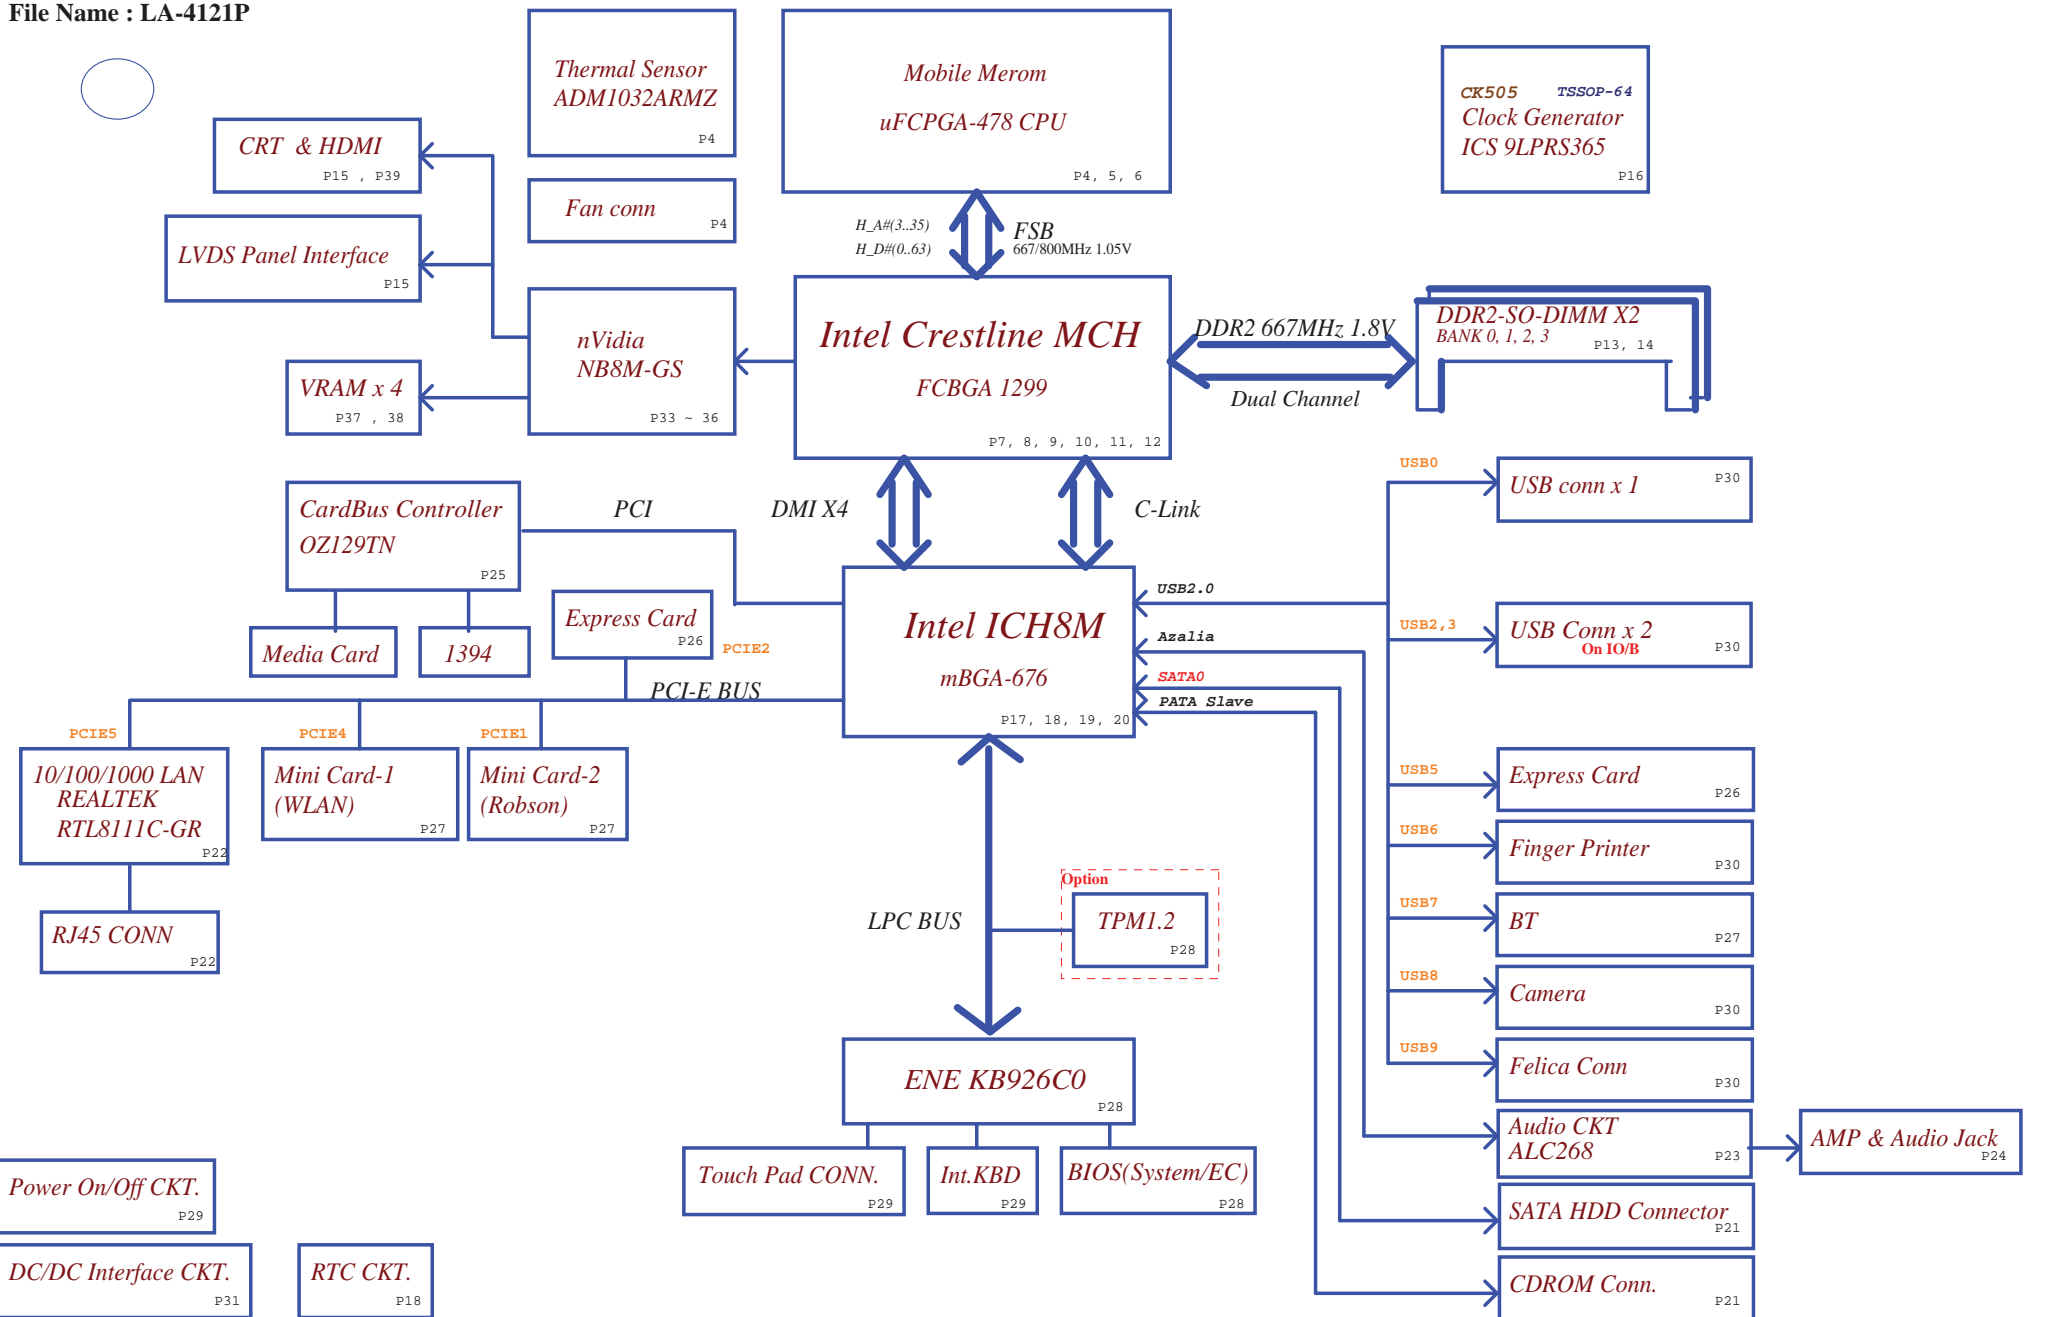 File Name : LA-4121P
Thermal Sensor
ADM1032ARMZ
P4
Mobile Merom
uFCPGA-478 CPU
P4, 5, 6
CK505 TSSOP-64
Clock Generator
ICS 9LPRS365
P16
CRT & HDMI
P15 , P39
Fan conn
P4
H_A#(3..35)
H_D#(0..63)
FSB
667/800MHz 1.05V
LVDS Panel Interface
P15
nVidia
NB8M-GS
P33 ~ 36
Intel Crestline MCH
FCBGA 1299
P7, 8, 9, 10, 11, 12
DDR2 667MHz 1.8V
Dual Channel
DDR2-SO-DIMM X2
BANK 0, 1, 2, 3
P13, 14
VRAM x 4
P37 , 38
CardBus Controller
OZ129TN
P25
PCI
DMI X4
C-Link
USB0
USB conn x 1
P30
Media Card
1394
Express Card
P26
PCIE2
PCI-E BUS
Intel ICH8M
mBGA-676
P17, 18, 19, 20
USB2.0
Azalia
SATA0
PATA Slave
USB2,3
USB Conn x 2
On IO/B
P30
PCIE5
10/100/1000 LAN
REALTEK
RTL8111C-GR
P22
PCIE4
Mini Card-1
(WLAN)
P27
PCIE1
Mini Card-2
(Robson)
P27
USB5
Express Card
P26
USB6
Finger Printer
P30
RJ45 CONN
P22
LPC BUS
Option
TPM1.2
P28
USB7
BT
P27
USB8
Camera
P30
USB9
Felica Conn
P30
ENE KB926C0
P28
Touch Pad CONN.
P29
Int.KBD
P29
BIOS(System/EC)
P28
Audio CKT
ALC268
P23
AMP & Audio Jack
P24
SATA HDD Connector
P21
CDROM Conn.
P21
Power On/Off CKT.
P29
DC/DC Interface CKT.
P31
RTC CKT.
P18